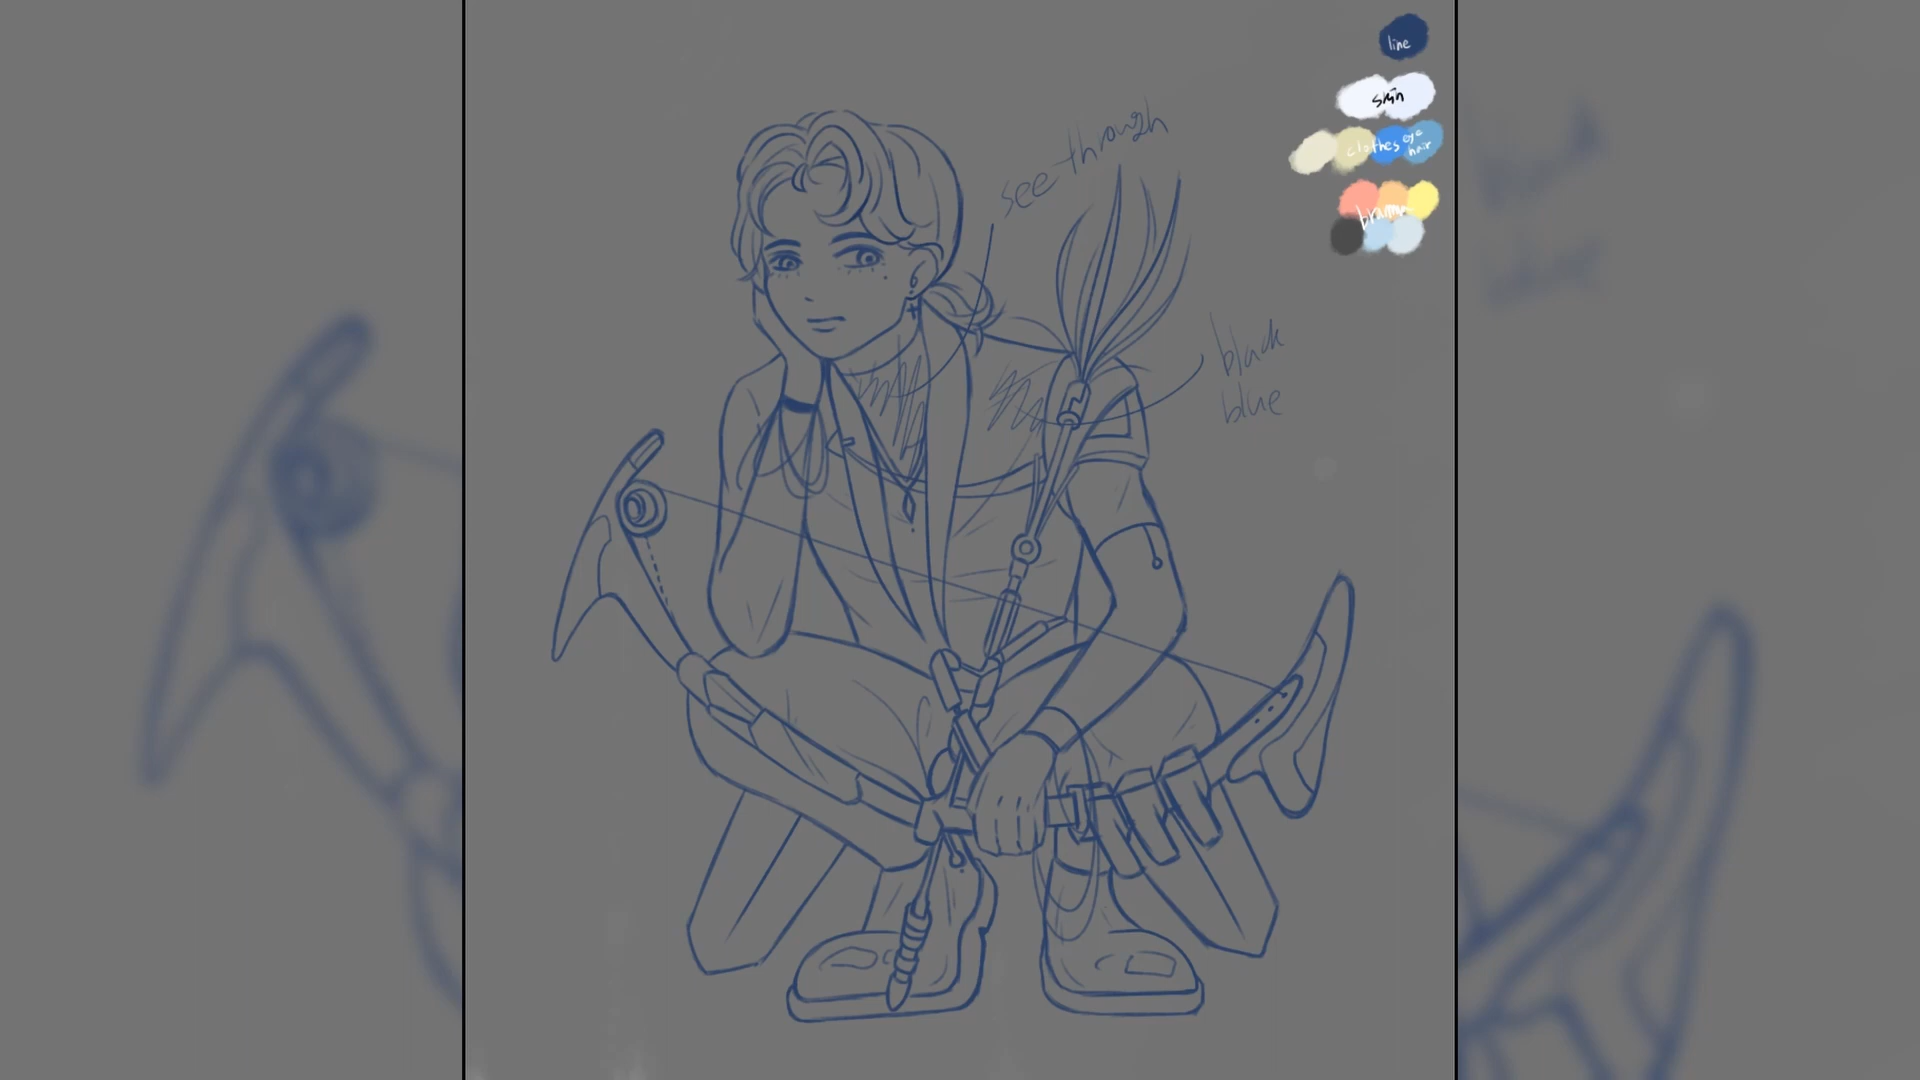 line
skin
clothes eye
hair
see through
black
blue